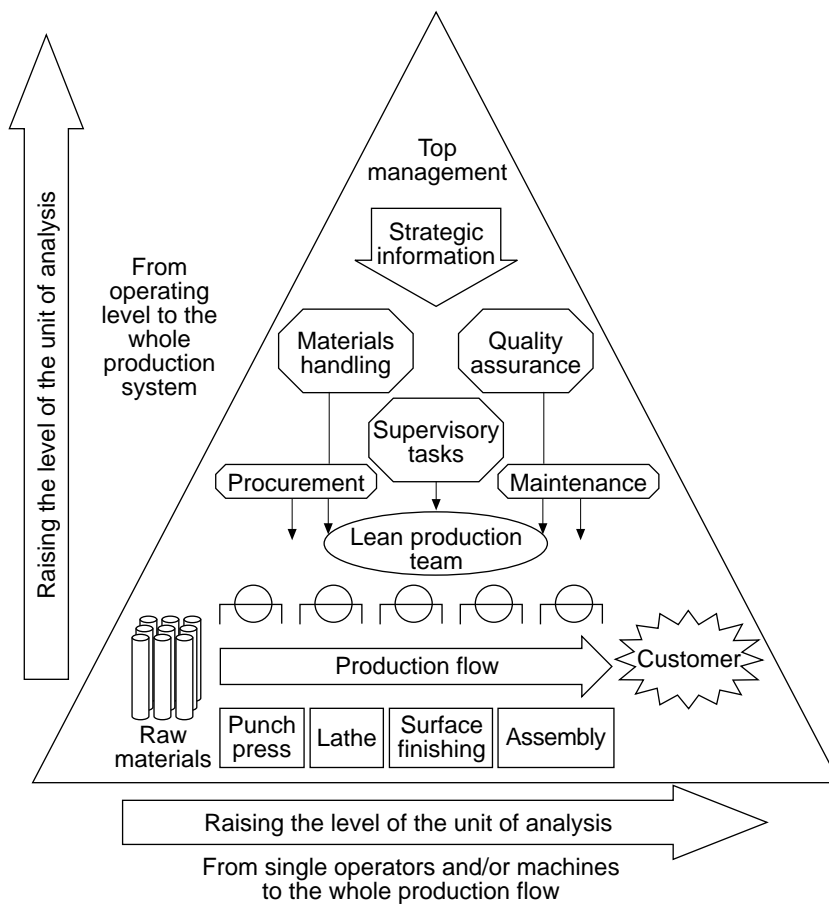 Top
management
Strategic
information
Raising the level of the unit of analysis
From
operating
level to the
whole
production
system
Materials
handling
Quality
assurance
Supervisory
tasks
Procurement
Maintenance
Lean production
team
Production flow
Customer
Raw
materials
Punch
press
Lathe
Surface
finishing
Assembly
Raising the level of the unit of analysis
From single operators and/or machines
to the whole production flow